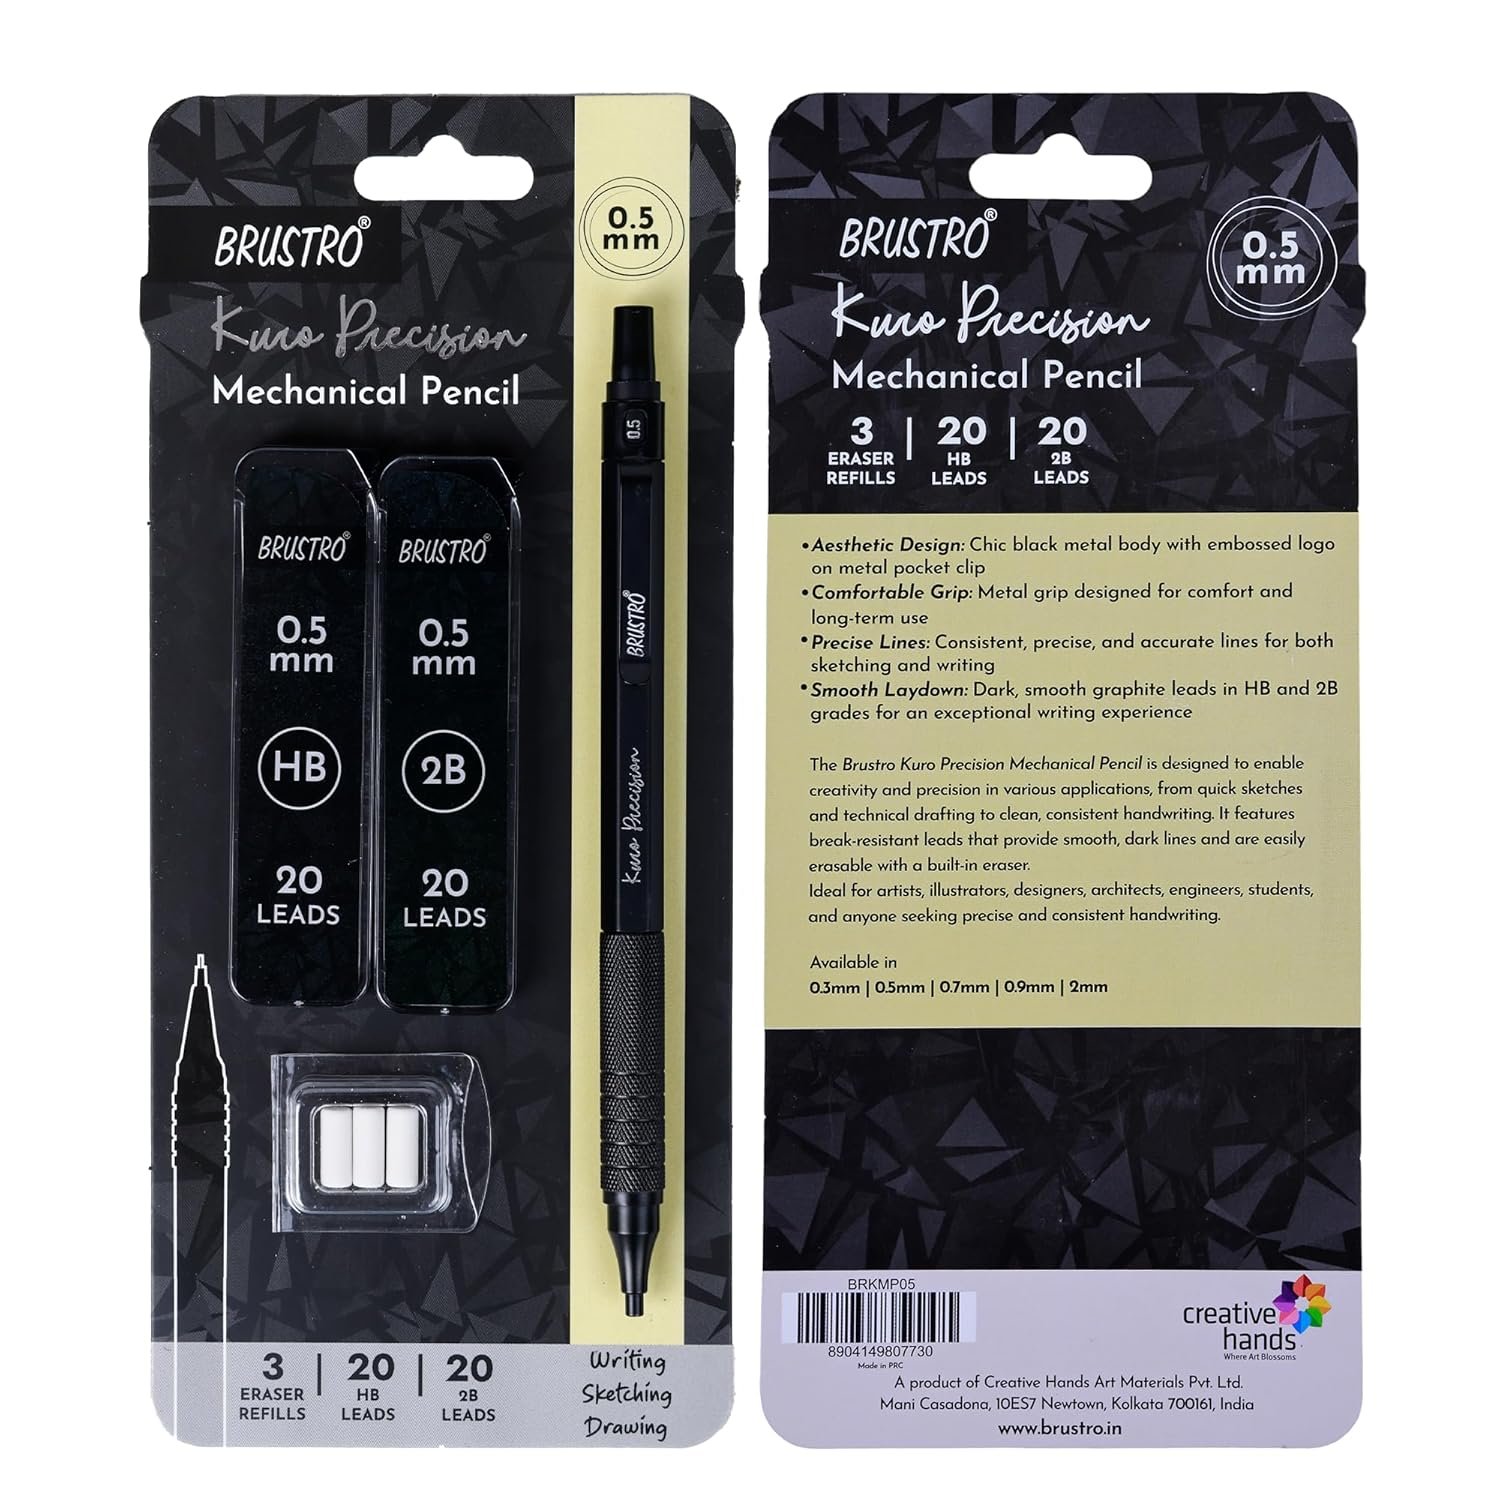 BRUSTRO®
Kuro Precision
Mechanical Pencil
0.5
mm
0.5
BRUSTRO®
Kuro Precision
BRUSTRO®
0.5
mm
HB
20
LEADS
BRUSTRO®
0.5
mm
2B
20
LEADS
3 | 20 | 20
ERASER HB 2B
REFILLS LEADS LEADS
Writing
Sketching
Drawing
BRUSTRO®
Kuro Precision
Mechanical Pencil
0.5
mm
3 | 20 | 20
ERASER HB 2B
REFILLS LEADS LEADS
•Aesthetic Design: Chic black metal body with embossed logo
on metal pocket clip
•Comfortable Grip: Metal grip designed for comfort and
long-term use
•Precise Lines: Consistent, precise, and accurate lines for both
sketching and writing
•Smooth Laydown: Dark, smooth graphite leads in HB and 2B
grades for an exceptional writing experience
The Brustro Kuro Precision Mechanical Pencil is designed to enable
creativity and precision in various applications, from quick sketches
and technical drafting to clean, consistent handwriting. It features
break-resistant leads that provide smooth, dark lines and are easily
erasable with a built-in eraser.
Ideal for artists, illustrators, designers, architects, engineers, students,
and anyone seeking precise and consistent handwriting.
Available in
0.3mm | 0.5mm | 0.7mm | 0.9mm | 2mm
BRKMP05
8904149807730
Made in PRC
creative
hands
Where Art Blossoms
A product of Creative Hands Art Materials Pvt. Ltd.
Mani Casadona, 10ES7 Newtown, Kolkata 700161, India
www.brustro.in